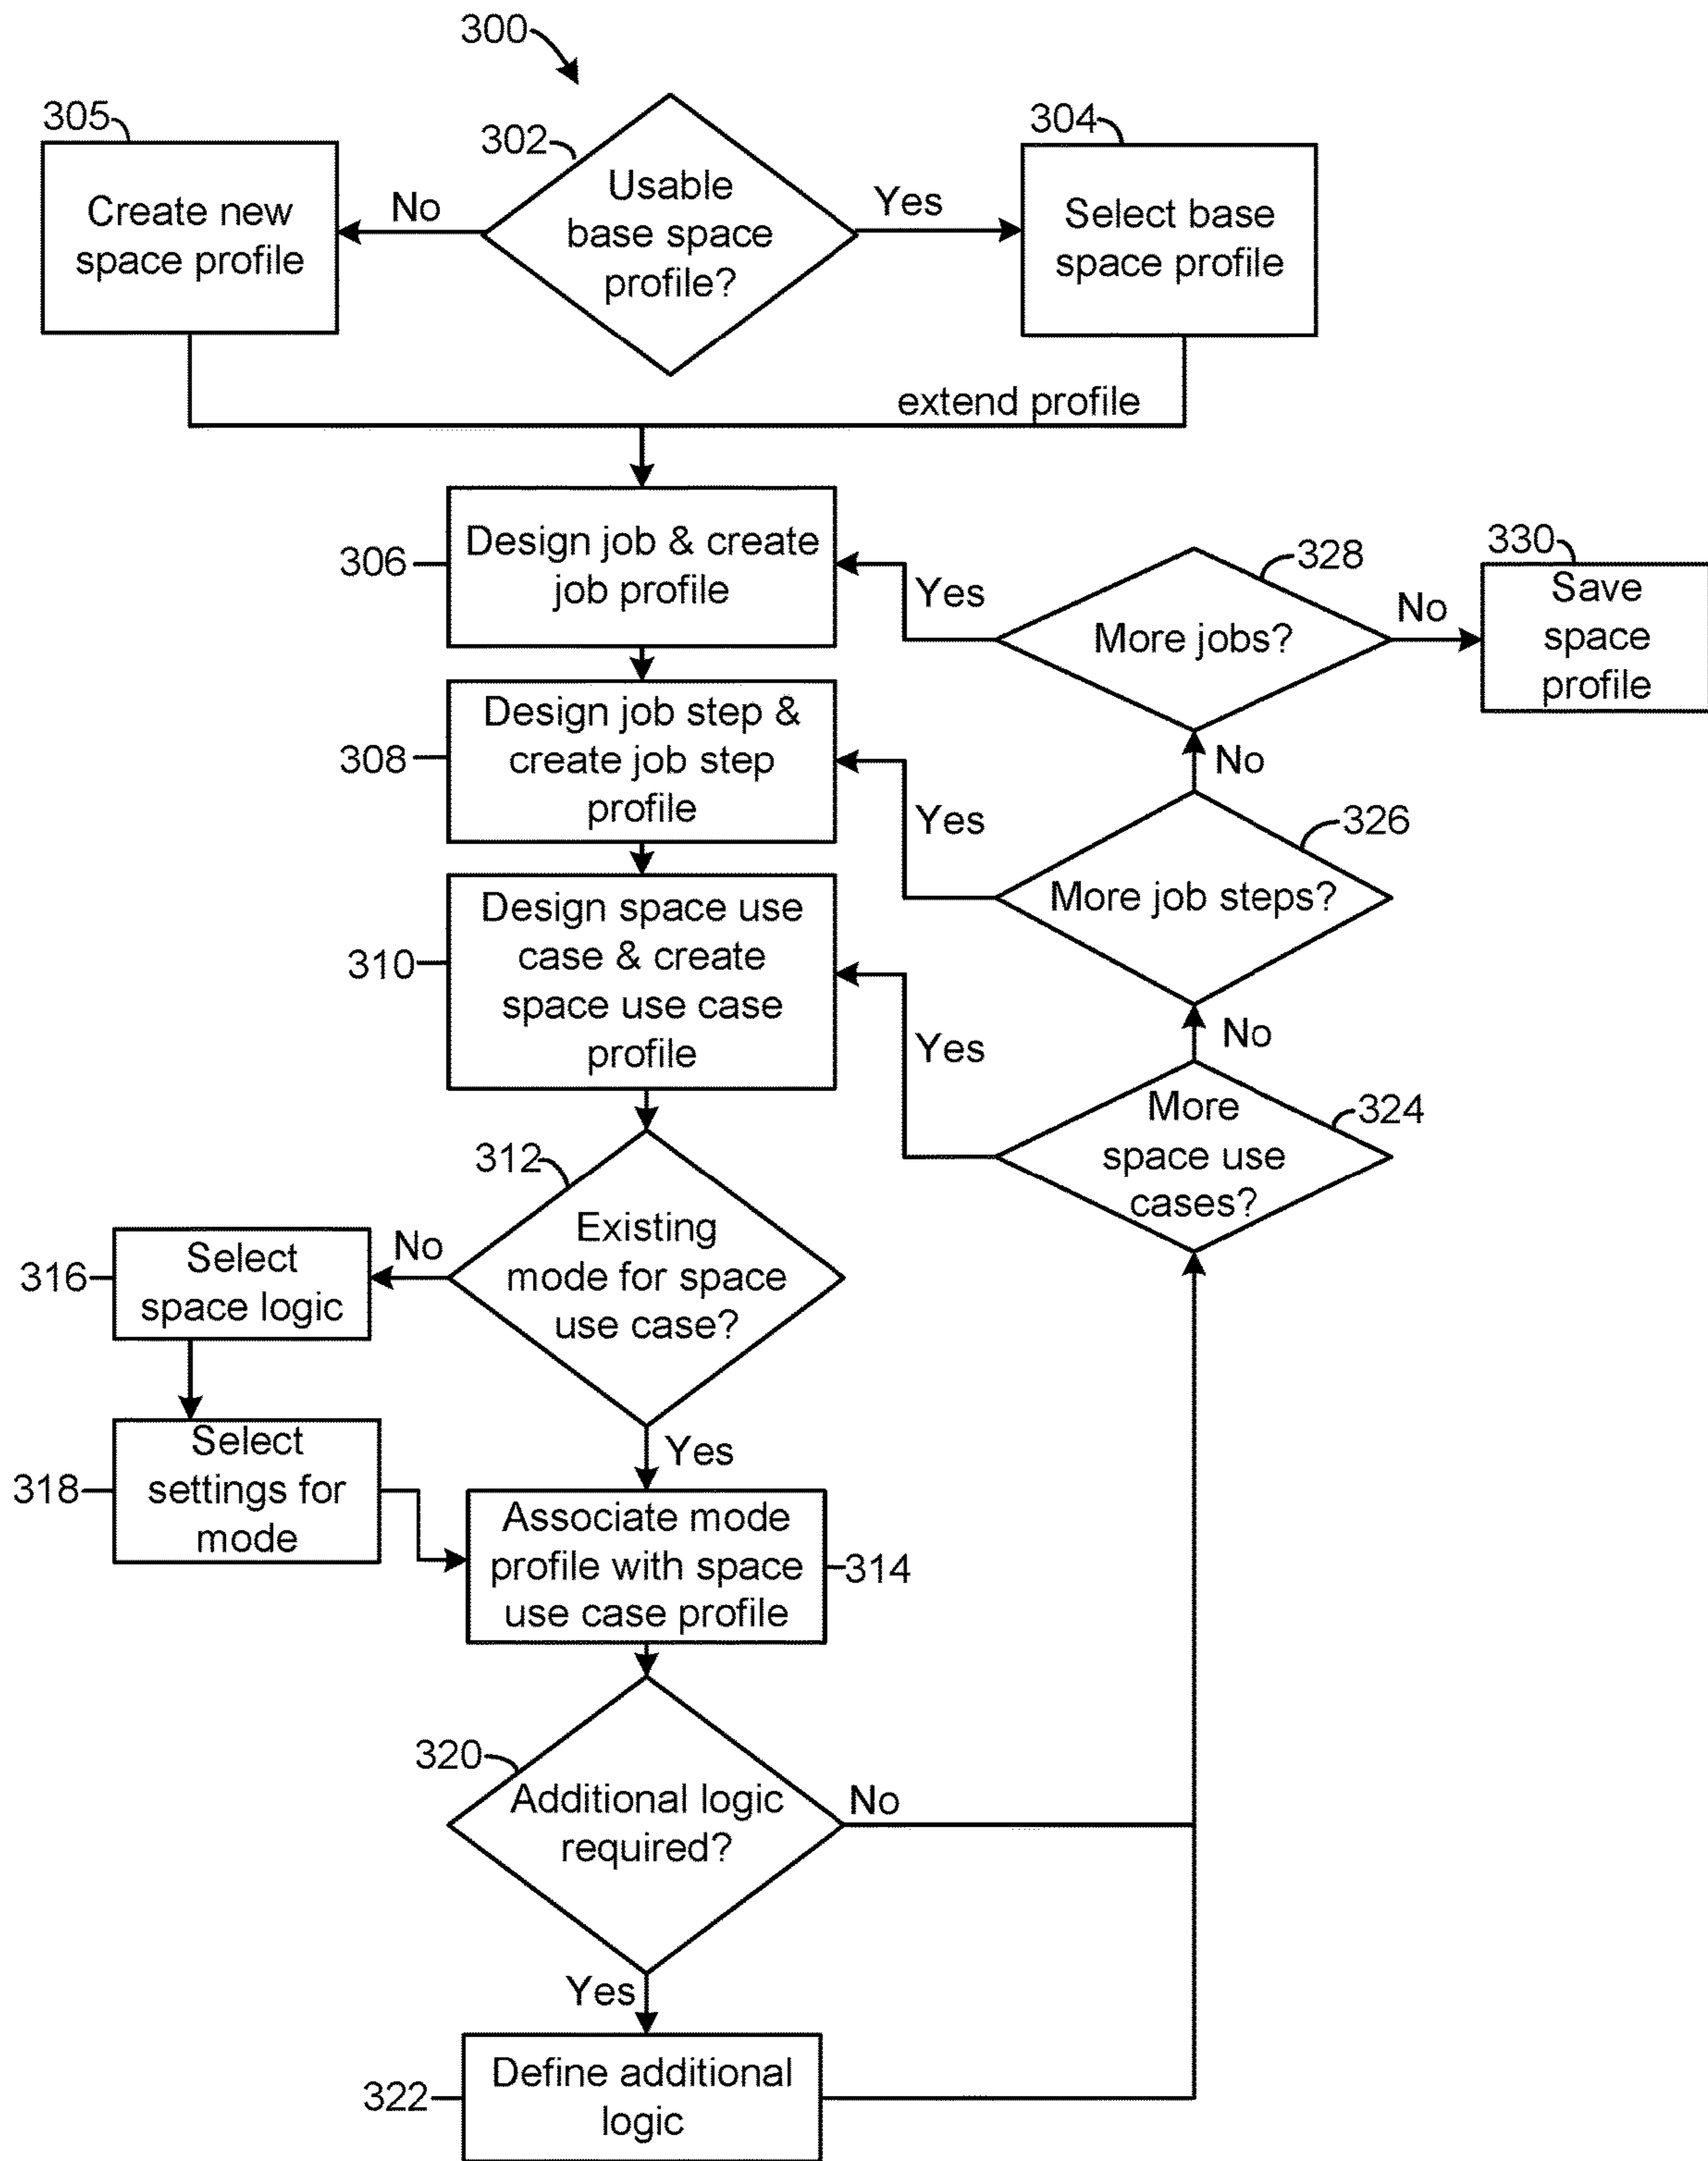 300
305
302
304
Create new
space profile
No
Usable
base space
profile?
Yes
Select base
space profile
extend profile
306
Design job & create
job profile
Yes
328
More jobs?
No
330
Save
space
profile
308
Design job step &
create job step
profile
No
Yes
326
More job steps?
310
Design space use
case & create
space use case
profile
No
Yes
324
More
space use
cases?
312
Existing
mode for space
use case?
No
316
Select
space logic
Yes
318
Select
settings for
mode
Associate mode
profile with space
use case profile
314
320
Additional logic
required?
No
Yes
322
Define additional
logic